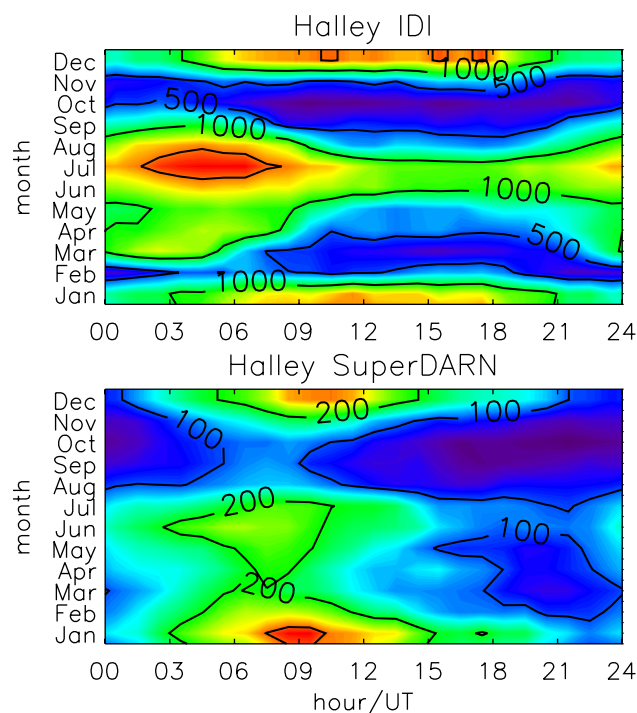 Halley IDI
Dec
Nov
Oct
Sep
Aug
Jul
Jun
May
Apr
Mar
Feb
Jan
month
1000
500
500
1000
1000
500
1000
00 03 06 09 12 15 18 21 24
Halley SuperDARN
Dec
Nov
Oct
Sep
Aug
Jul
Jun
May
Apr
Mar
Feb
Jan
month
200
100
100
200
100
200
00 03 06 09 12 15 18 21 24
hour/UT